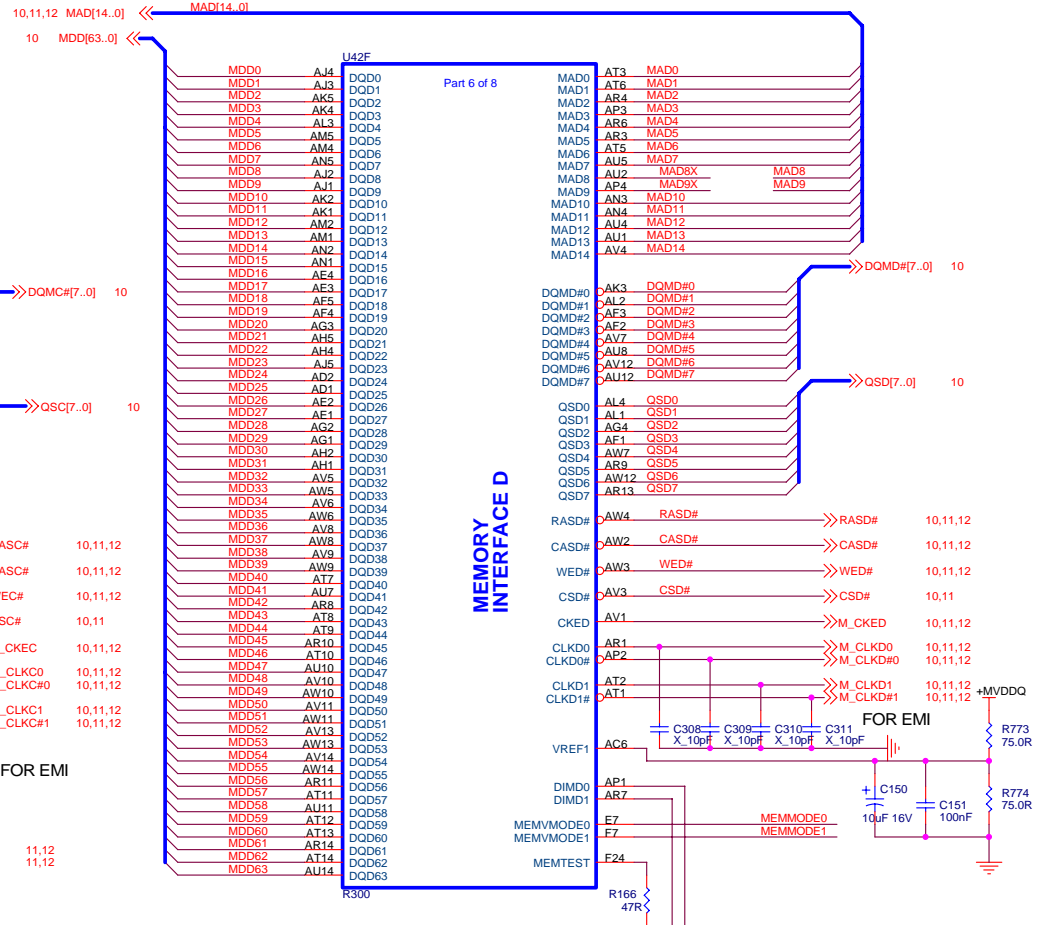 10,11,12 MAD[14..0] MAD[14..0]
10 MDD[63..0]
U42F
Part 6 of 8
MDD0 AJ4 DQD0 MAD0 AT3 MAD0
MDD1 AJ3 DQD1 MAD1 AT6 MAD1
MDD2 AK5 DQD2 MAD2 AR4 MAD2
MDD3 AK4 DQD3 MAD3 AP3 MAD3
MDD4 AL3 DQD4 MAD4 AR6 MAD4
MDD5 AM5 DQD5 MAD5 AR3 MAD5
MDD6 AM4 DQD6 MAD6 AT5 MAD6
MDD7 AN5 DQD7 MAD7 AU5 MAD7
MDD8 AJ2 DQD8 MAD8 AU2 MAD8X MAD8
MDD9 AJ1 DQD9 MAD9 AP4 MAD9X MAD9
MDD10 AK2 DQD10 MAD10 AN3 MAD10
MDD11 AK1 DQD11 MAD11 AN4 MAD11
MDD12 AM2 DQD12 MAD12 AU4 MAD12
MDD13 AM1 DQD13 MAD13 AU1 MAD13
MDD14 AN2 DQD14 MAD14 AV4 MAD14
MDD15 AN1 DQD15
DQMD#[7..0] 10
MDD16 AE4 DQD16
DQMC#[7..0] 10
MDD17 AE3 DQD17 DQMD#0 AK3 DQMD#0
MDD18 AF5 DQD18 DQMD#1 AL2 DQMD#1
MDD19 AF4 DQD19 DQMD#2 AF3 DQMD#2
MDD20 AG3 DQD20 DQMD#3 AF2 DQMD#3
MDD21 AH5 DQD21 DQMD#4 AV7 DQMD#4
MDD22 AH4 DQD22 DQMD#5 AU8 DQMD#5
MDD23 AJ5 DQD23 DQMD#6 AV12 DQMD#6
MDD24 AD2 DQD24 DQMD#7 AU12 DQMD#7
QSD[7..0] 10
MDD25 AD1 DQD25
QSC[7..0] 10
MDD26 AE2 DQD26 QSD0 AL4 QSD0
MDD27 AE1 DQD27 QSD1 AL1 QSD1
MDD28 AG2 DQD28 QSD2 AG4 QSD2
MDD29 AG1 DQD29 QSD3 AF1 QSD3
MDD30 AH2 DQD30 QSD4 AW7 QSD4
MDD31 AH1 DQD31 QSD5 AR9 QSD5
MDD32 AV5 DQD32 QSD6 AW12 QSD6
MDD33 AW5 DQD33 QSD7 AR13 QSD7
MDD34 AV6 DQD34
MDD35 AW6 DQD35 RASD# AW4 RASD# RASD# 10,11,12
MDD36 AV8 DQD36
MDD37 AW8 DQD37 CASD# AW2 CASD# CASD# 10,11,12
ASC# 10,11,12
MDD38 AV9 DQD38
MDD39 AW9 DQD39 WED# AW3 WED# WED# 10,11,12
ASC# 10,11,12
MDD40 AT7 DQD40
MDD41 AU7 DQD41 CSD# AV3 CSD# CSD# 10,11
EC# 10,11,12
MDD42 AR8 DQD42
MDD43 AT8 DQD43 CKED AV1 M_CKED 10,11,12
SC# 10,11
MDD44 AT9 DQD44
MDD45 AR10 DQD45 CLKD0 AR1 M_CLKD0 10,11,12
_CKEC 10,11,12
MDD46 AT10 DQD46 CLKD0# AP2 M_CLKD#0 10,11,12
MDD47 AU10 DQD47
_CLKC0 10,11,12
MDD48 AV10 DQD48 CLKD1 AT2 M_CLKD1 10,11,12
_CLKC#0 10,11,12
MDD49 AW10 DQD49 CLKD1# AT1 M_CLKD#1 10,11,12
+MVDDQ
MDD50 AV11 DQD50
_CLKC1 10,11,12
MDD51 AW11 DQD51
_CLKC#1 10,11,12
FOR EMI
MDD52 AV13 DQD52
C308 C309 C310 C311
X_10pF X_10pF X_10pF X_10pF
R773
75.0R
MDD53 AW13 DQD53 VREF1 AC6
MDD54 AV14 DQD54
MDD55 AW14 DQD55
FOR EMI
MDD56 AR11 DQD56 DIMD0 AP1
MDD57 AT11 DQD57 DIMD1 AR7
C150
10uF 16V
C151
100nF
R774
75.0R
MDD58 AU11 DQD58
MDD59 AT12 DQD59 MEMVMODE0 E7 MEMMODE0
MDD60 AT13 DQD60 MEMVMODE1 F7 MEMMODE1
MDD61 AR14 DQD61
11,12
MDD62 AT14 DQD62 MEMTEST F24
11,12
MDD63 AU14 DQD63
MEMORY
INTERFACE D
R300
R166
47R